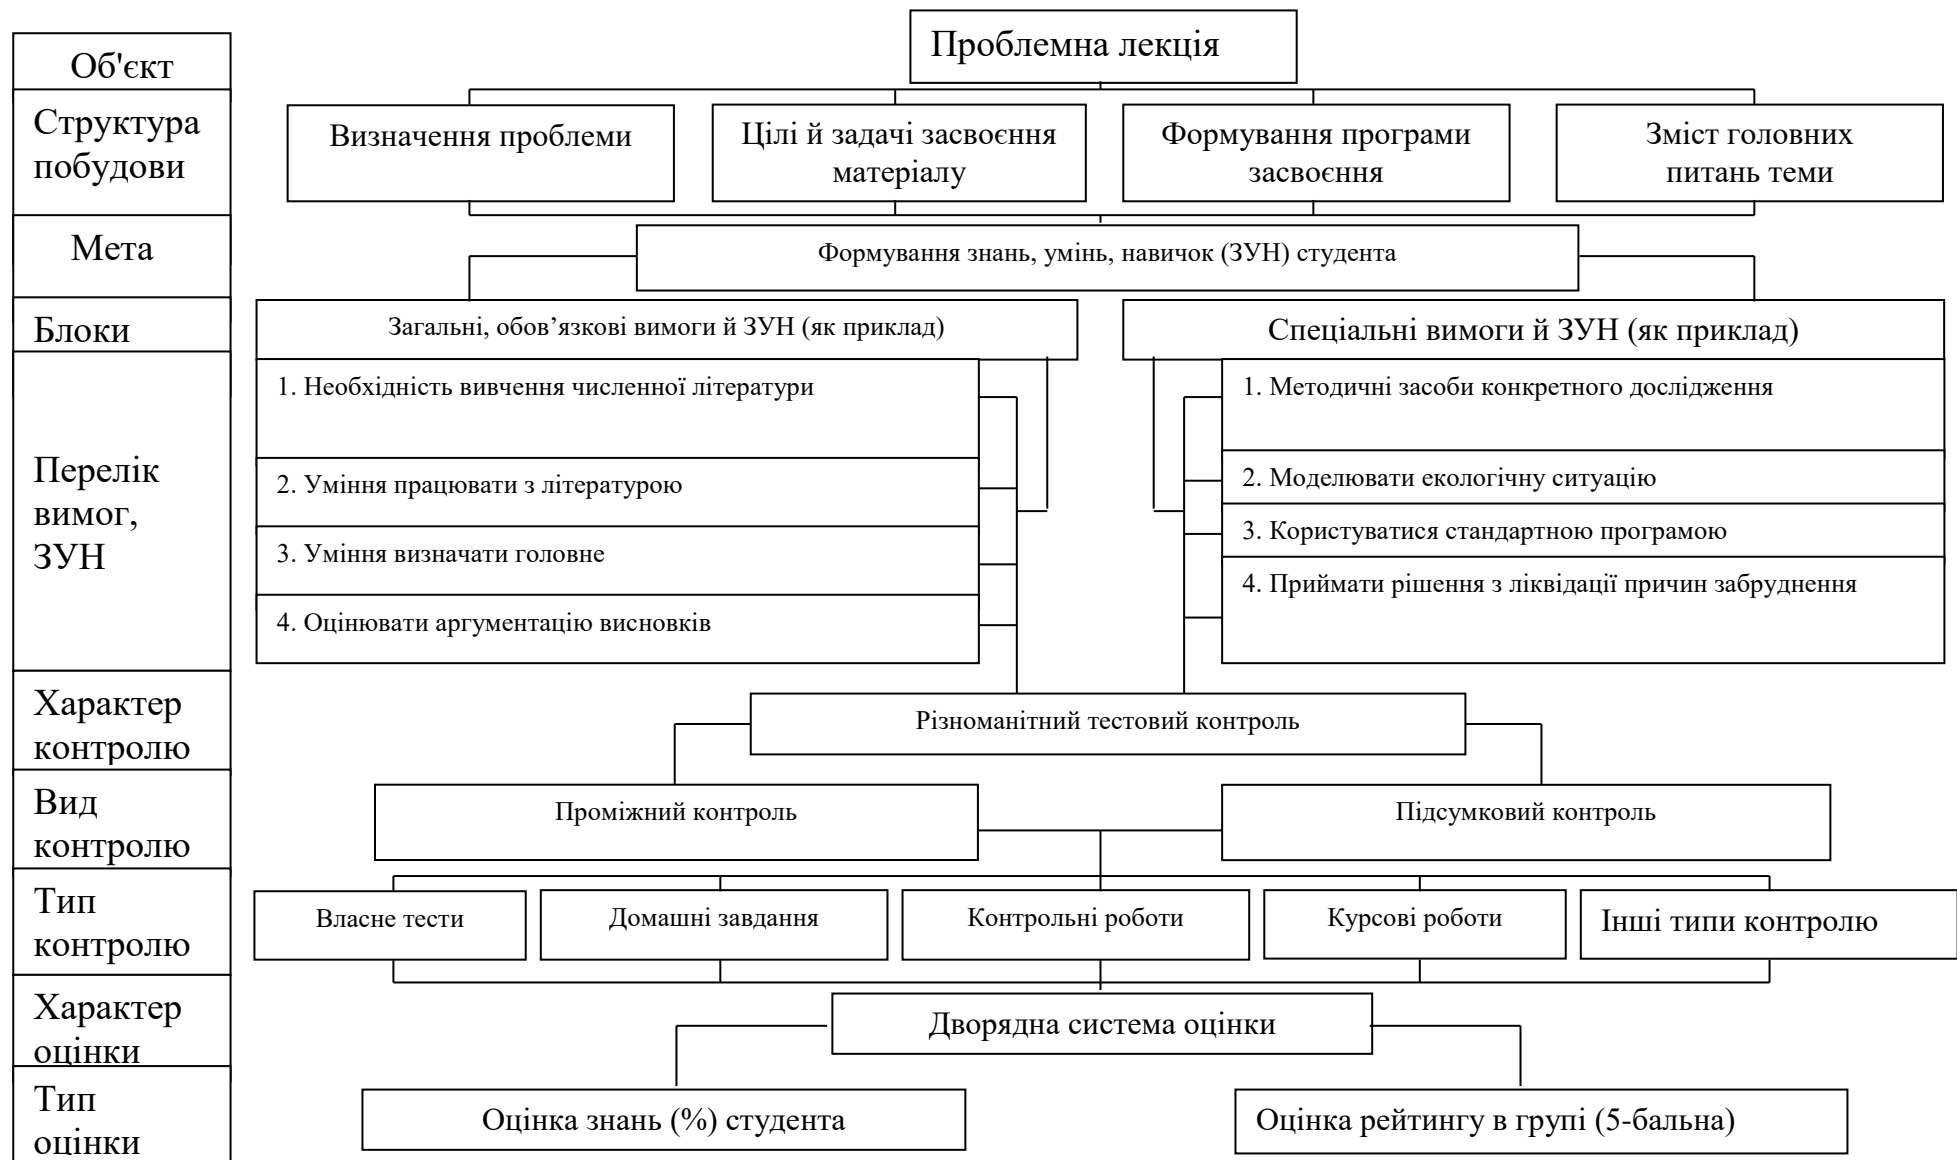 Об'єкт
Проблемна лекція
Структура
побудови
Визначення проблеми
Цілі й задачі засвоєння
матеріалу
Формування програми
засвоєння
Зміст головних
питань теми
Мета
Формування знань, умінь, навичок (ЗУН) студента
Блоки
Загальні, обов’язкові вимоги й ЗУН (як приклад)
Спеціальні вимоги й ЗУН (як приклад)
Перелік
вимог,
ЗУН
1. Необхідність вивчення численної літератури
2. Уміння працювати з літературою
3. Уміння визначати головне
4. Оцінювати аргументацію висновків
1. Методичні засоби конкретного дослідження
2. Моделювати екологічну ситуацію
3. Користуватися стандартною програмою
4. Приймати рішення з ліквідації причин забруднення
Характер
контролю
Різноманітний тестовий контроль
Вид
контролю
Проміжний контроль
Підсумковий контроль
Тип
контролю
Власне тести
Домашні завдання
Контрольні роботи
Курсові роботи
Інші типи контролю
Характер
оцінки
Дворядна система оцінки
Тип
оцінки
Оцінка знань (%) студента
Оцінка рейтингу в групі (5-бальна)